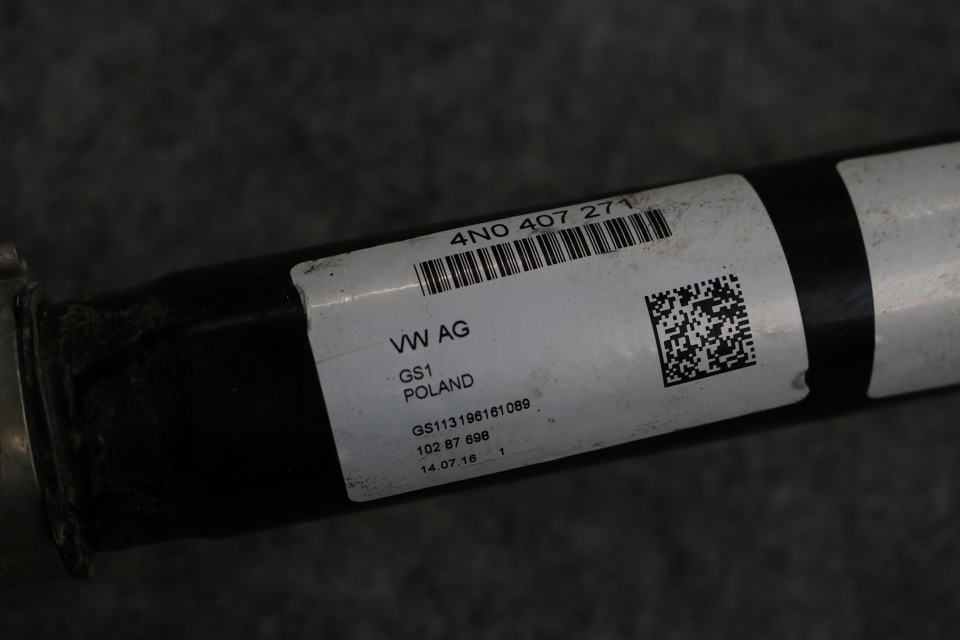 4N0 407 271
VW AG
GS1
POLAND
GS113196161089
102 87 698
14.07.16 1